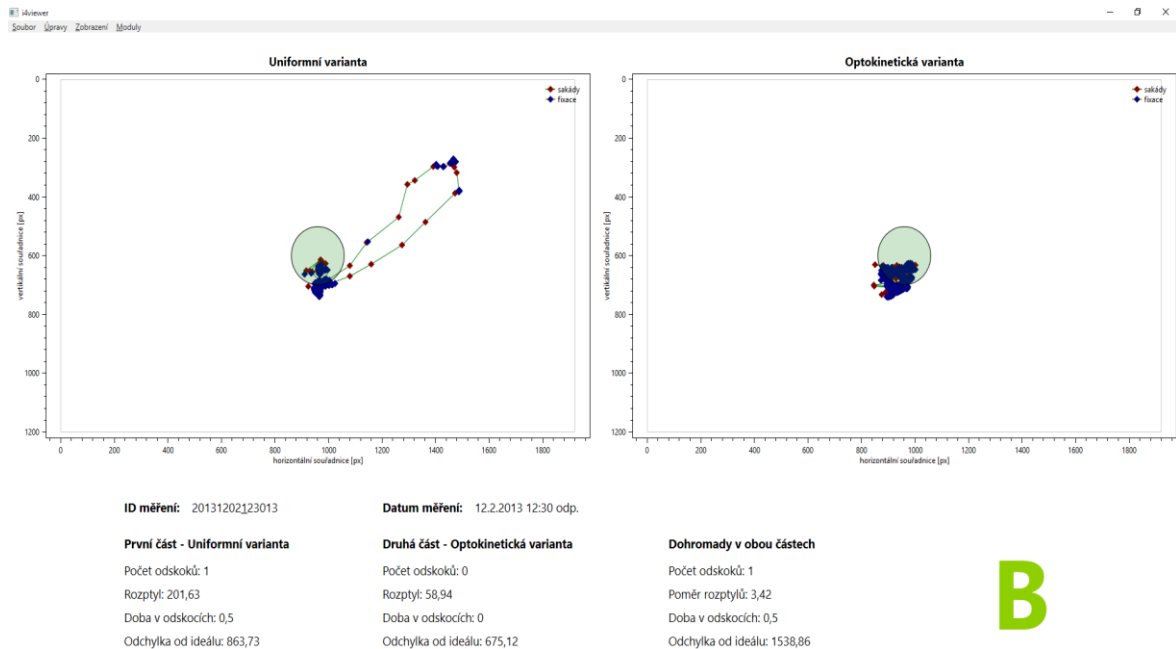 i4viewer
Soubor Úpravy Zobrazení Moduly
Uniformní varianta
sakády
fixace
0
200
400
600
800
1000
1200
vertikální souřadnice [px]
0 200 400 600 800 1000 1200 1400 1600 1800
horizontální souřadnice [px]
Optokinetická varianta
sakády
fixace
0
200
400
600
800
1000
1200
vertikální souřadnice [px]
0 200 400 600 800 1000 1200 1400 1600 1800
horizontální souřadnice [px]
ID měření: 20131202123013 Datum měření: 12.2.2013 12:30 odp.
První část - Uniformní varianta
Počet odskoků: 1
Rozptyl: 201,63
Doba v odskocích: 0,5
Odchylka od ideálu: 863,73
Druhá část - Optokinetická varianta
Počet odskoků: 0
Rozptyl: 58,94
Doba v odskocích: 0
Odchylka od ideálu: 675,12
Dohromady v obou částech
Počet odskoků: 1
Poměr rozptylů: 3,42
Doba v odskocích: 0,5
Odchylka od ideálu: 1538,86
B